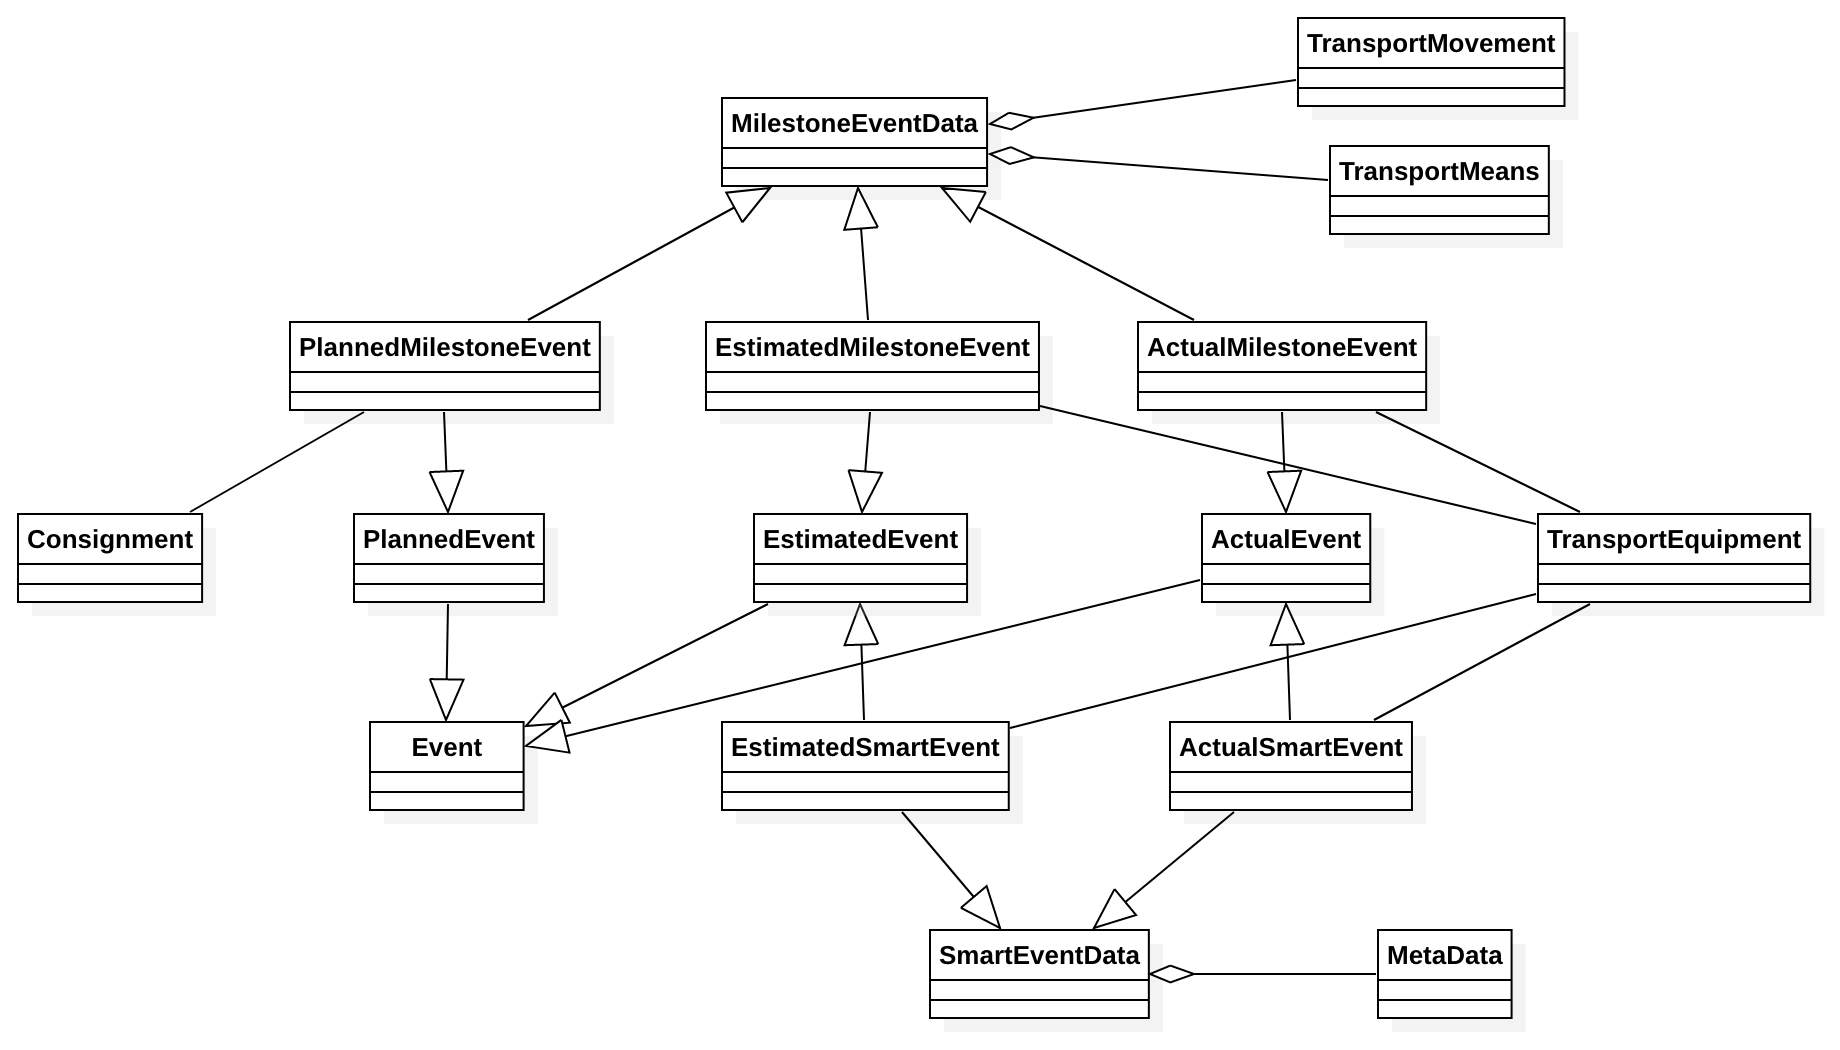 TransportMovement
MilestoneEventData
TransportMeans
PlannedMilestoneEvent
EstimatedMilestoneEvent
ActualMilestoneEvent
Consignment
PlannedEvent
EstimatedEvent
ActualEvent
TransportEquipment
Event
EstimatedSmartEvent
ActualSmartEvent
SmartEventData
MetaData